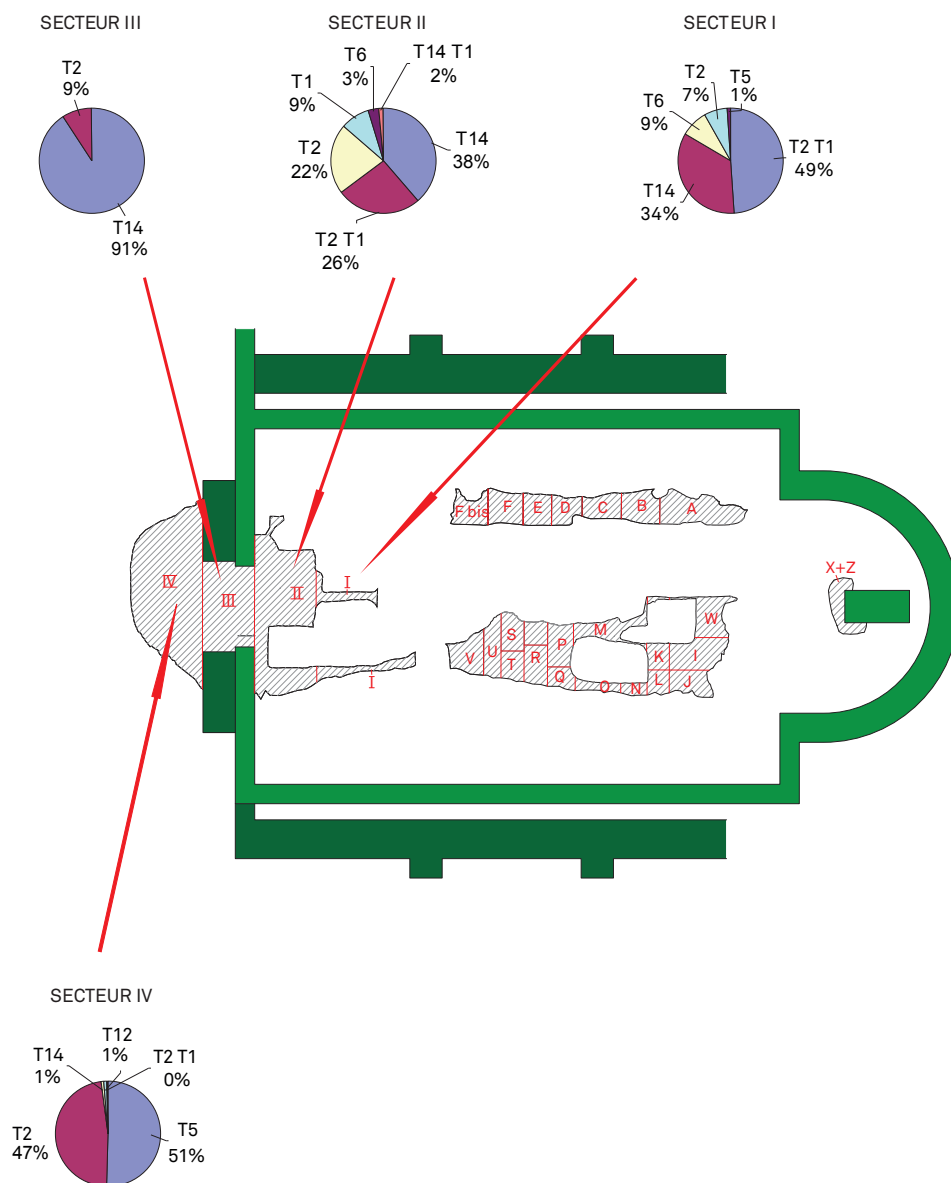 SECTEUR III
T2
9%
T14
91%
SECTEUR II
T6
3%
T14 T1
2%
T1
9%
T14
38%
T2
22%
T2 T1
26%
SECTEUR I
T2
7%
T5
1%
T6
9%
T2 T1
49%
T14
34%
F bis
F
E
D
C
B
A
IV
III
II
I
I
X+Z
V
U
S
T
R
P
Q
M
O
N
K
L
I
J
W
SECTEUR IV
T12
1%
T14
1%
T2 T1
0%
T2
47%
T5
51%